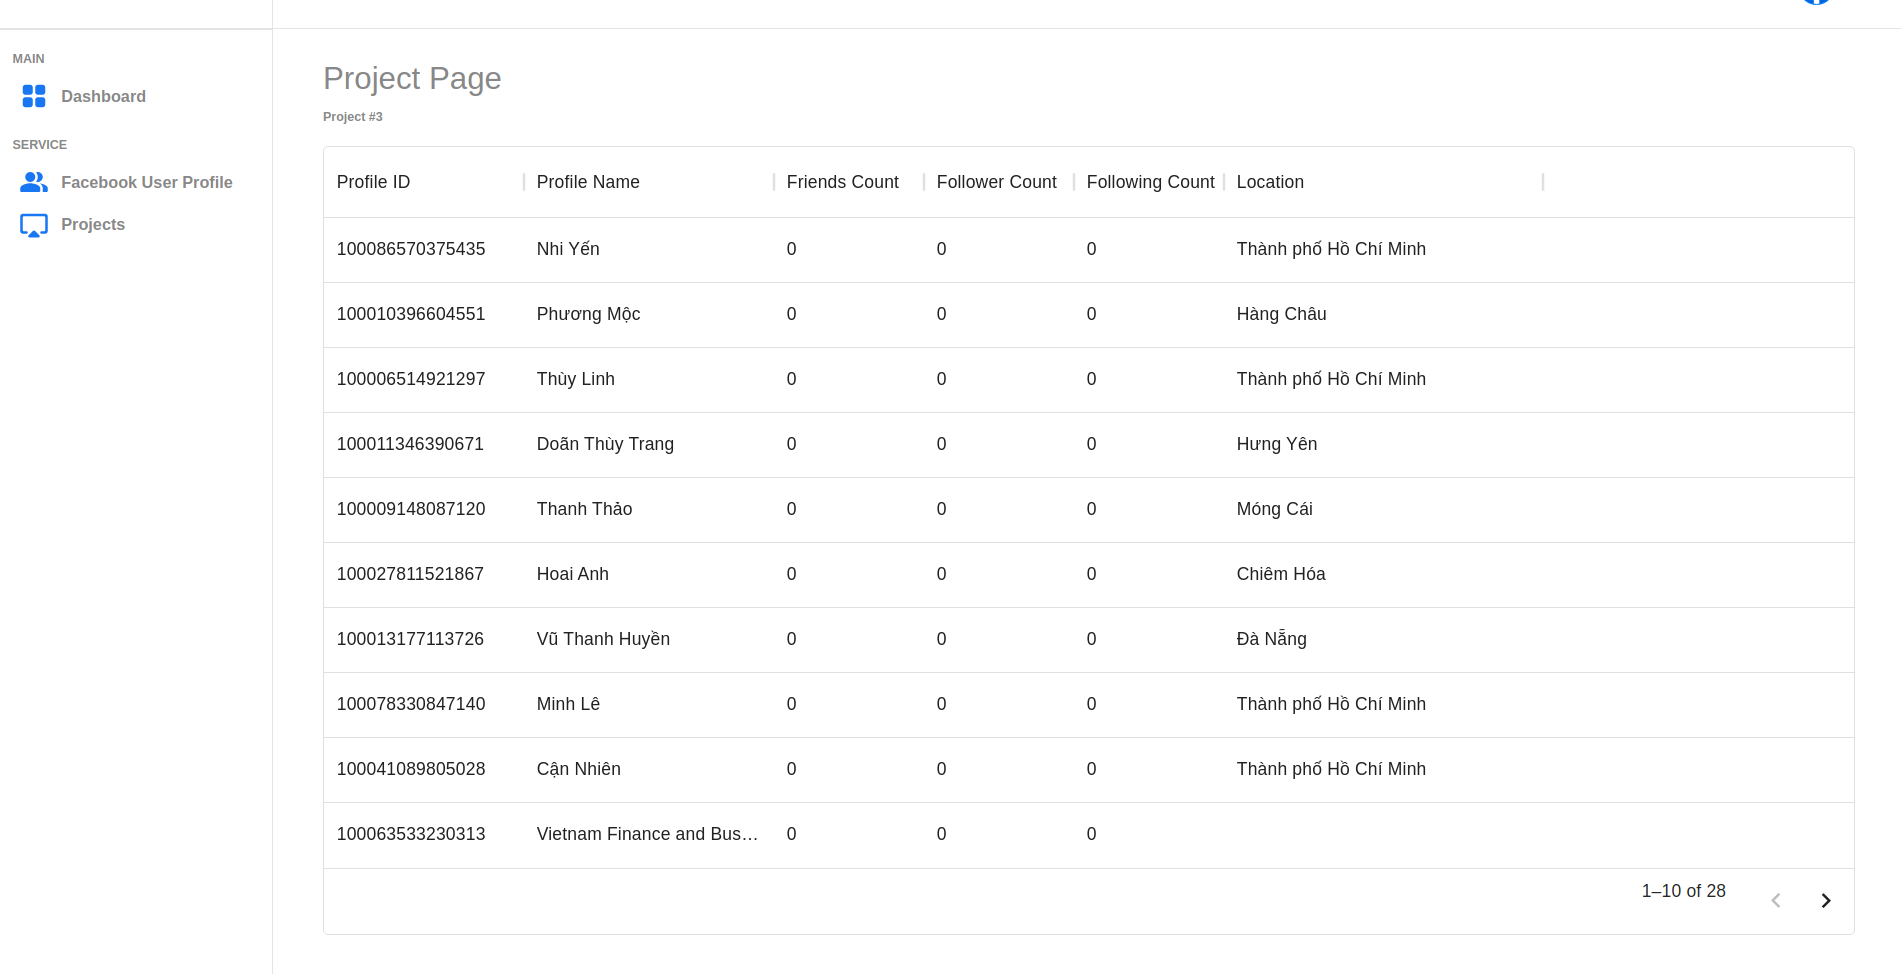 MAIN
Dashboard
SERVICE
Facebook User Profile
Projects
Project Page
Project #3
Profile ID Profile Name Friends Count Follower Count Following Count Location
100086570375435 Nhi Yến 0 0 0 Thành phố Hồ Chí Minh
100010396604551 Phương Mộc 0 0 0 Hàng Châu
100006514921297 Thùy Linh 0 0 0 Thành phố Hồ Chí Minh
100011346390671 Doãn Thùy Trang 0 0 0 Hưng Yên
100009148087120 Thanh Thảo 0 0 0 Móng Cái
100027811521867 Hoai Anh 0 0 0 Chiêm Hóa
100013177113726 Vũ Thanh Huyền 0 0 0 Đà Nẵng
100078330847140 Minh Lê 0 0 0 Thành phố Hồ Chí Minh
100041089805028 Cận Nhiên 0 0 0 Thành phố Hồ Chí Minh
100063533230313 Vietnam Finance and Bus… 0 0 0
1–10 of 28